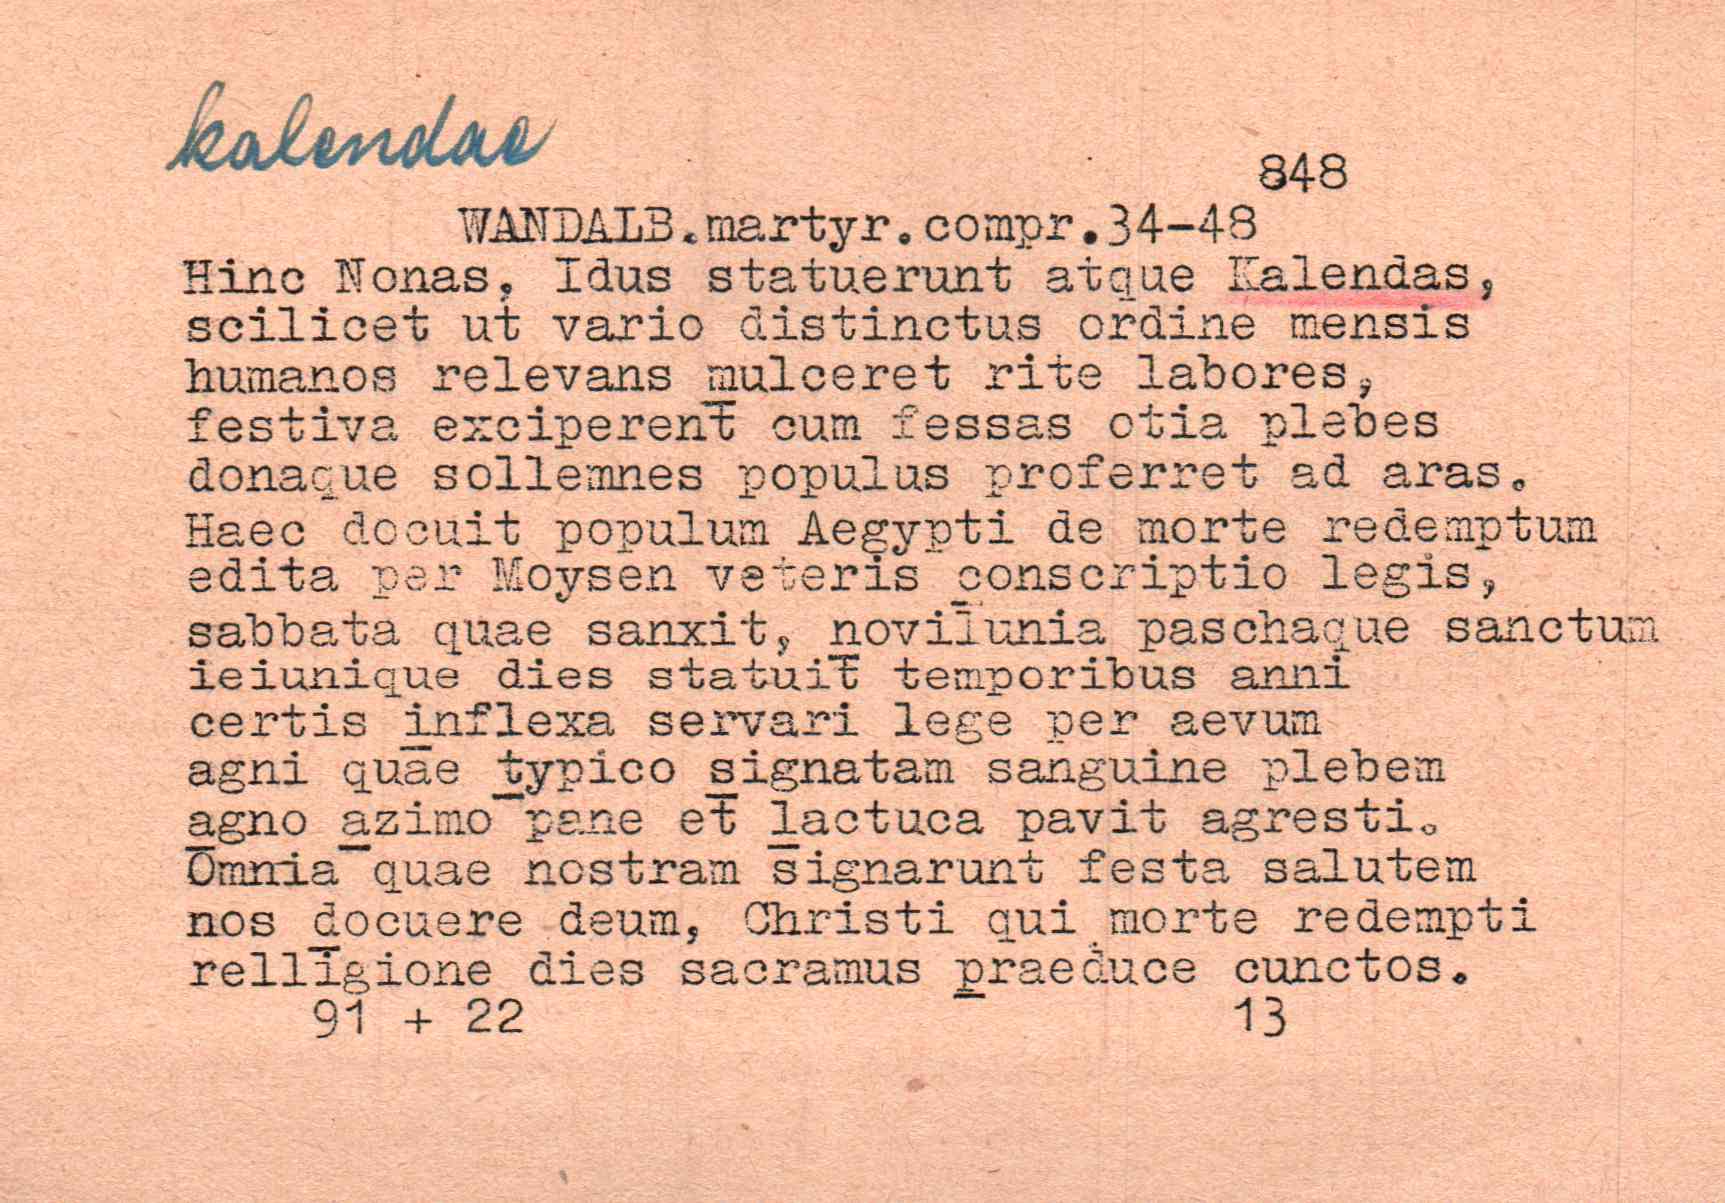 kalendae
848
WANDALB.martyr.compr.34-48
Hinc Nonas, Idus statuerunt atque Kalendas,
scilicet ut vario distinctus ordine mensis
humanos relevans mulceret rite labores,
festiva exciperent cum fessas otia plebes
donaque sollemnes populus proferret ad aras.
Haec docuit populum Aegypti de morte redemptum
edita per Moysen veteris conscriptio legis,
sabbata quae sanxit, novilunia paschaque sanctum
ieiunique dies statuit temporibus anni
certis inflexa servari lege per aevum
agni quae typico signatam sanguine plebem
agno azimo pane et lactuca pavit agresti.
Omnia quae nostram signarunt festa salutem
nos docuere deum, Christi qui morte redempti
relligione dies sacramus praeduce cunctos.
91 + 22 13